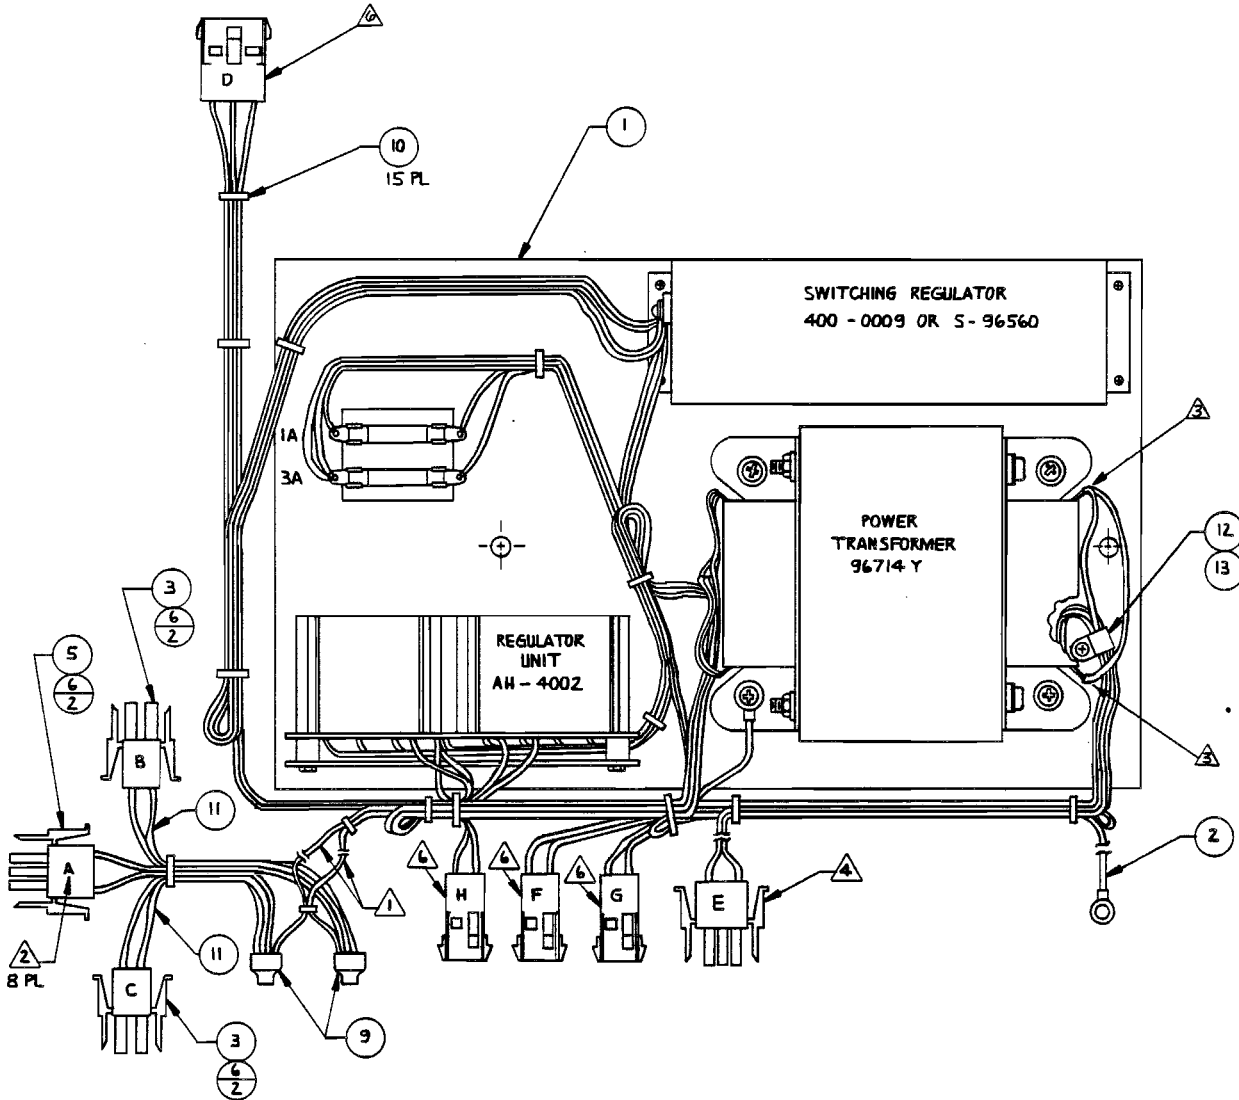 6
D
10
15 PL
1
SWITCHING REGULATOR
400 - 0009 OR S - 96560
1A
3A
3
POWER
TRANSFORMER
96714 Y
12
13
3
6
2
5
6
2
REGULATOR
UNIT
AH - 4002
B
3
11
A
2
8 PL
6
H
6
F
6
G
E
4
2
1
11
C
9
3
6
2